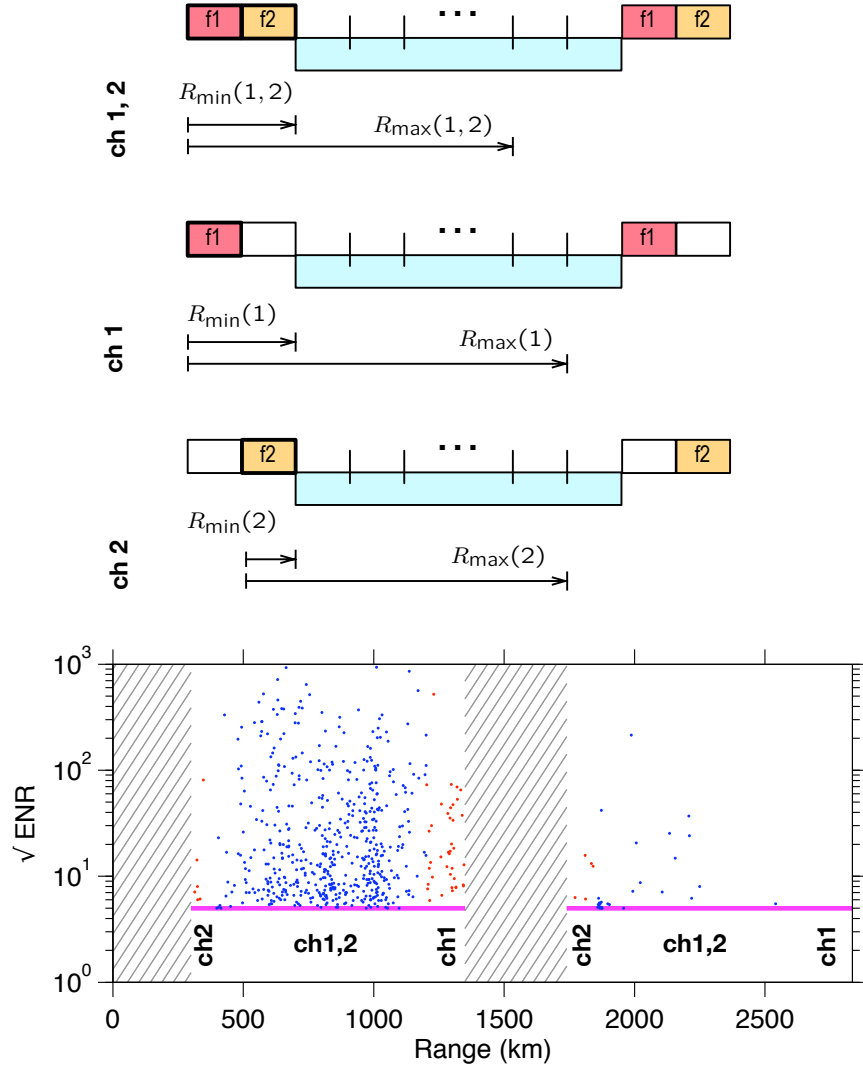 f1 f2 ... f1 f2
ch 1, 2
R_min(1, 2)
R_max(1, 2)
f1 ... f1
ch 1
R_min(1)
R_max(1)
f2 ... f2
ch 2
R_min(2)
R_max(2)
10^3
10^2
10^1
10^0
√ ENR
ch2 ch1,2 ch1 ch2 ch1,2 ch1
0 500 1000 1500 2000 2500
Range (km)